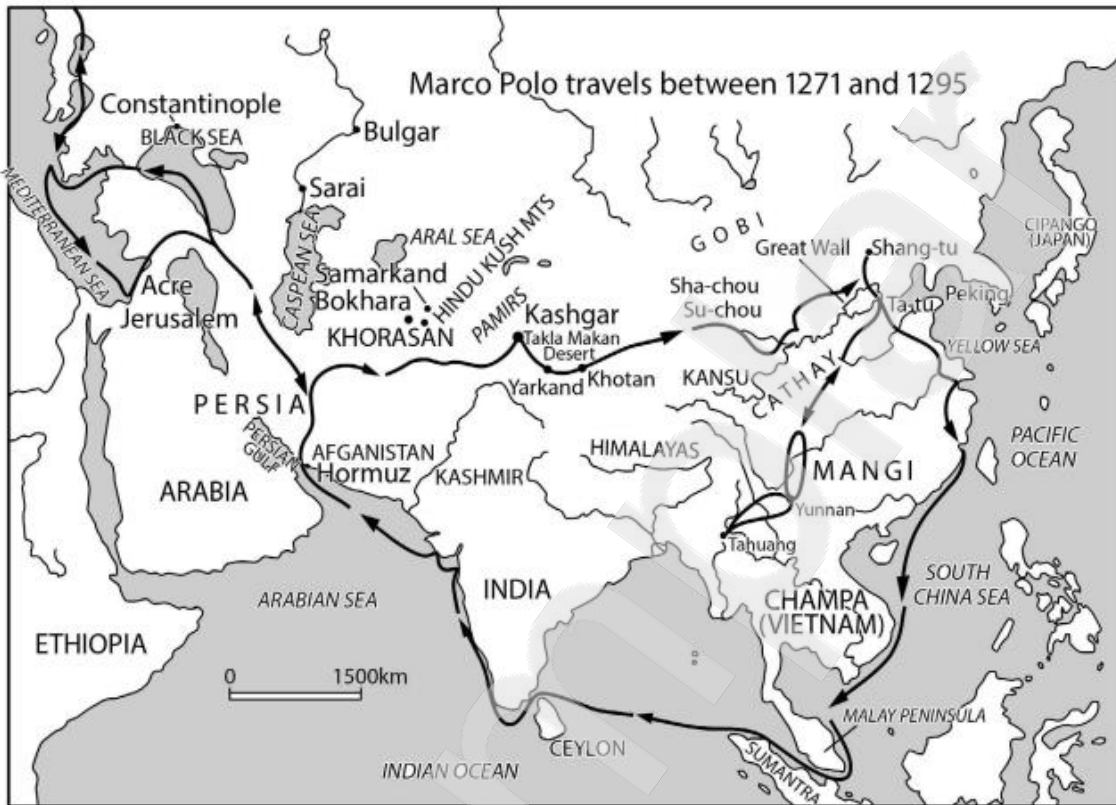 Marco Polo travels between 1271 and 1295
Constantinople
BLACK SEA
Bulgar
MEDITERRANEAN SEA
Sarai
CASPEAN SEA
ARAL SEA
GOBI
CIPANGO
(JAPAN)
Great Wall
Shang-tu
Samarkand
Bokhara
HINDU KUSH MTS
Acre
Jerusalem
KHORASAN
PAMIRS
Kashgar
Takla Makan
Desert
Sha-chou
Su-chou
Ta-tu
Peking
YELLOW SEA
Yarkand
Khotan
KANSU
CATHAY
PERSIA
PERSIAN
GULF
AFGANISTAN
Hormuz
KASHMIR
HIMALAYAS
MANGI
PACIFIC
OCEAN
ARABIA
Yunnan
Tahuang
INDIA
ARABIAN SEA
CHAMPA
(VIETNAM)
SOUTH
CHINA SEA
ETHIOPIA
0 1500km
MALAY PENINSULA
CEYLON
SUMANTRA
INDIAN OCEAN